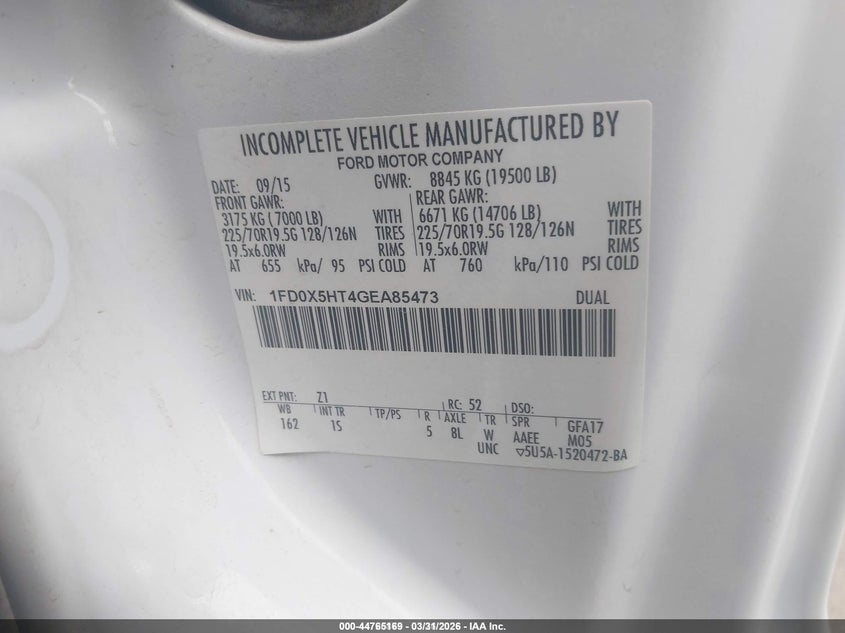 INCOMPLETE VEHICLE MANUFACTURED BY
FORD MOTOR COMPANY
DATE: 09/15 GVWR: 8845 KG (19500 LB)
FRONT GAWR: REAR GAWR:
3175 KG (7000 LB) WITH 6671 KG (14706 LB) WITH
225/70R19.5G 128/126N TIRES 225/70R19.5G 128/126N TIRES
19.5x6.0RW RIMS 19.5x6.0RW RIMS
AT 655 kPa/ 95 PSI COLD AT 760 kPa/110 PSI COLD
VIN: 1FD0X5HT4GEA85473 DUAL
EXT PNT: Z1 RC: 52 DSO:
WB INT TR TP/PS R AXLE TR SPR GFA17
162 1S 5 8L W AAEE M05
UNC ▽5U5A-1520472-BA
000-44765169 — 03/31/2026 — IAA Inc.